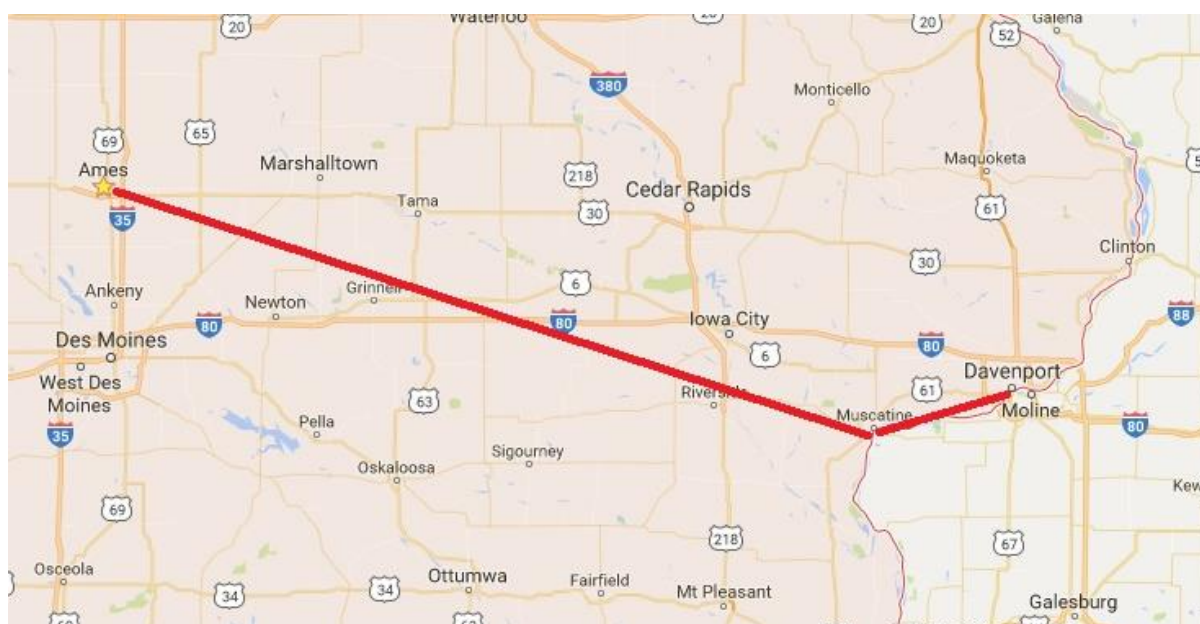 Waterloo
20
20
52
Galena
380
Monticello
69
65
Ames
Marshalltown
218
Maquoketa
Cedar Rapids
Tama
30
61
35
Clinton
30
6
Ankeny
Grinnell
Newton
80
80
Iowa City
88
Des Moines
80
6
West Des
Moines
Davenport
63
Riverside
61
Moline
Muscatine
80
Pella
35
Sigourney
Oskaloosa
69
218
67
Osceola
Ottumwa
Fairfield
34
34
Mt Pleasant
Galesburg